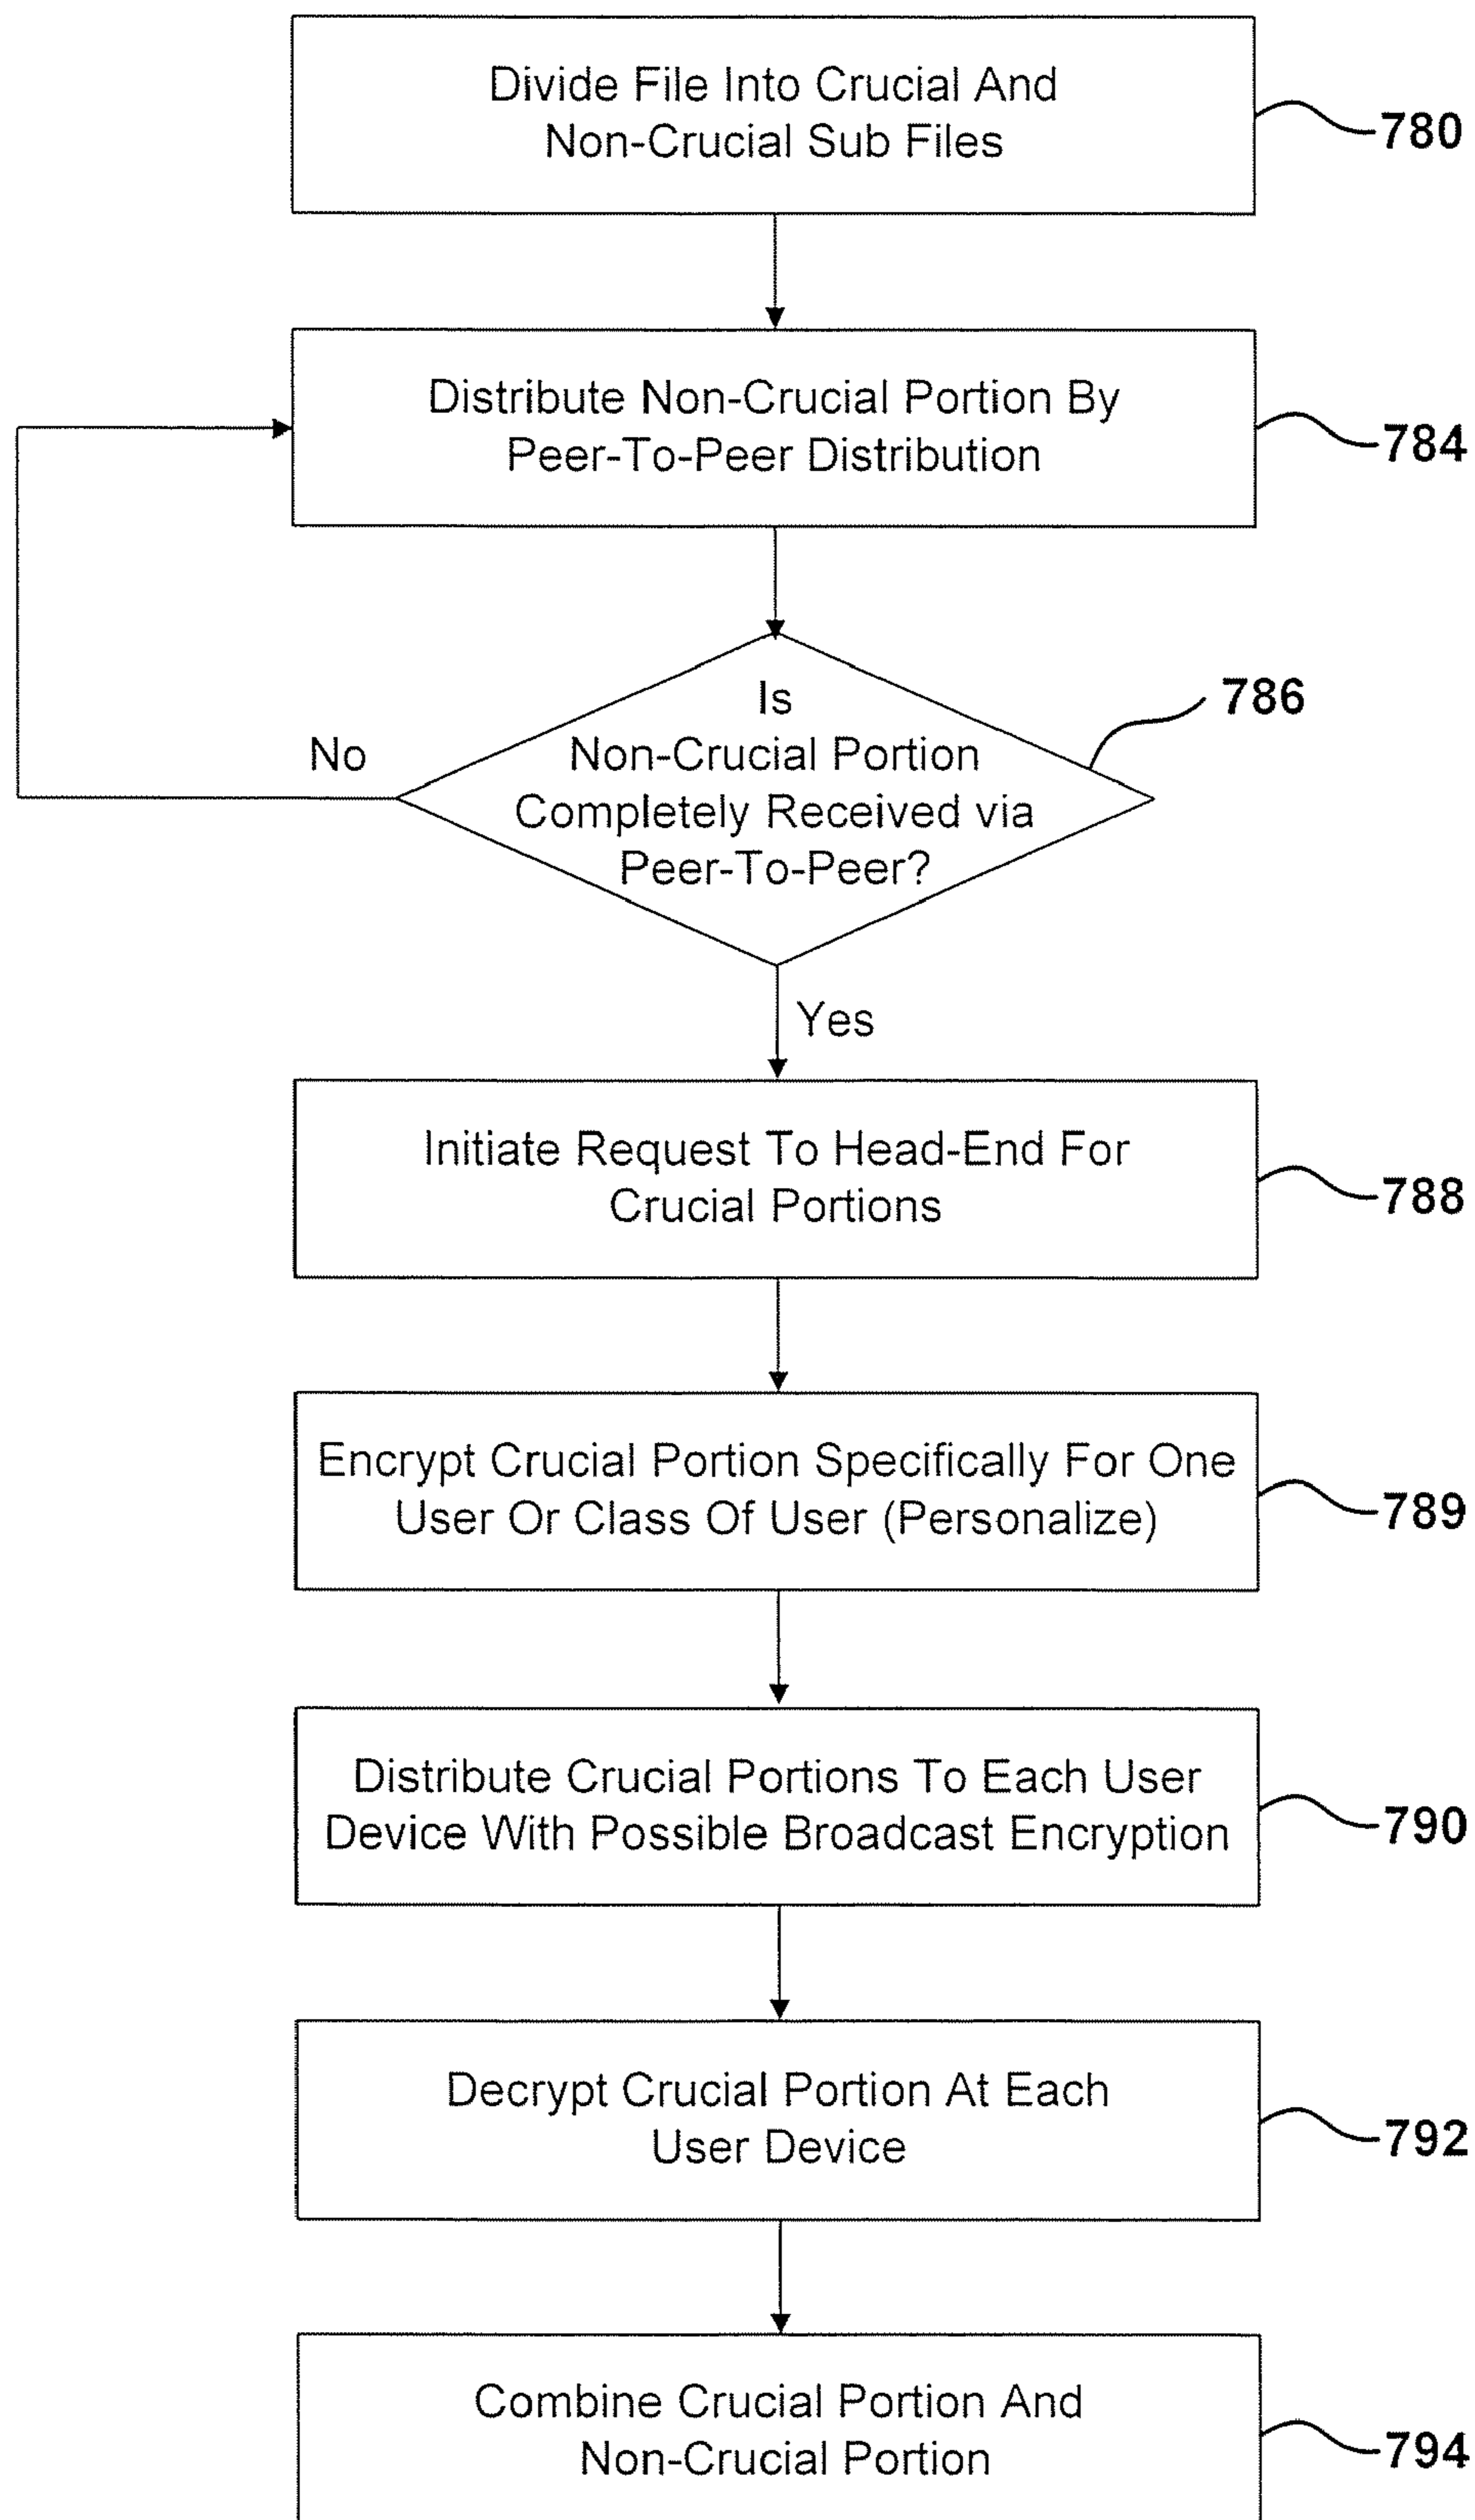 Divide File Into Crucial And
Non-Crucial Sub Files
780
Distribute Non-Crucial Portion By
Peer-To-Peer Distribution
784
Is
Non-Crucial Portion
Completely Received via
Peer-To-Peer?
786
No
Yes
Initiate Request To Head-End For
Crucial Portions
788
Encrypt Crucial Portion Specifically For One
User Or Class Of User (Personalize)
789
Distribute Crucial Portions To Each User
Device With Possible Broadcast Encryption
790
Decrypt Crucial Portion At Each
User Device
792
Combine Crucial Portion And
Non-Crucial Portion
794